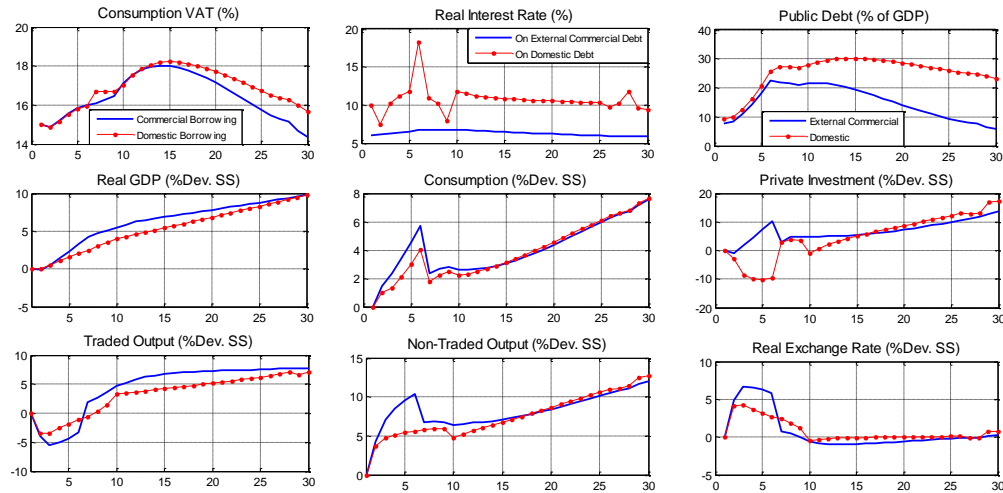 Consumption VAT (%)
20
18
16
14
0 5 10 15 20 25 30
Commercial Borrowing
Domestic Borrowing
Real Interest Rate (%)
20
15
10
5
0 5 10 15 20 25 30
On External Commercial Debt
On Domestic Debt
Public Debt (% of GDP)
40
30
20
10
0
0 5 10 15 20 25 30
External Commercial
Domestic
Real GDP (%Dev. SS)
10
5
0
-5
5 10 15 20 25 30
Consumption (%Dev. SS)
8
6
4
2
0
5 10 15 20 25 30
Private Investment (%Dev. SS)
20
10
0
-10
-20
5 10 15 20 25 30
Traded Output (%Dev. SS)
10
5
0
-5
-10
5 10 15 20 25 30
Non-Traded Output (%Dev. SS)
15
10
5
0
5 10 15 20 25 30
Real Exchange Rate (%Dev. SS)
10
5
0
-5
5 10 15 20 25 30